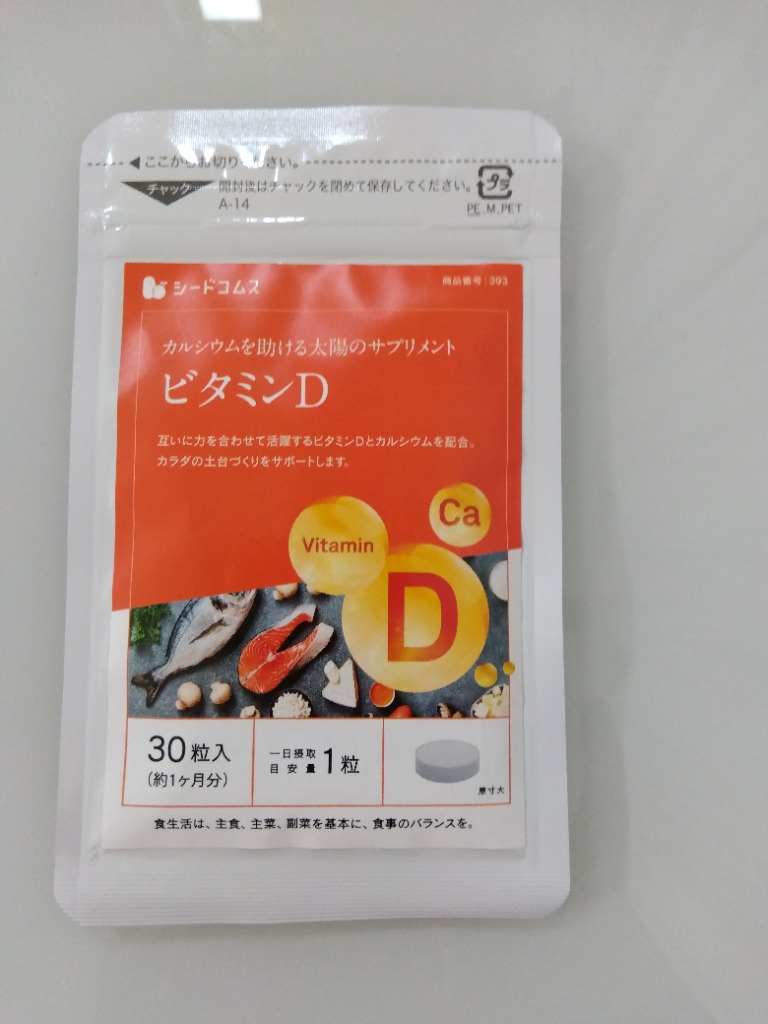 ◀ここからお切りください。
チャック
開封後はチャックを閉めて保存してください。
A-14
プラ
PE、M、PET
シードコムス
商品番号：393
カルシウムを助ける太陽のサプリメント
ビタミンD
互いに力を合わせて活躍するビタミンDとカルシウムを配合。
カラダの土台づくりをサポートします。
Ca
Vitamin
D
30粒入
(約1ヶ月分)
一日摂取
目安量
1粒
原寸大
食生活は、主食、主菜、副菜を基本に、食事のバランスを。